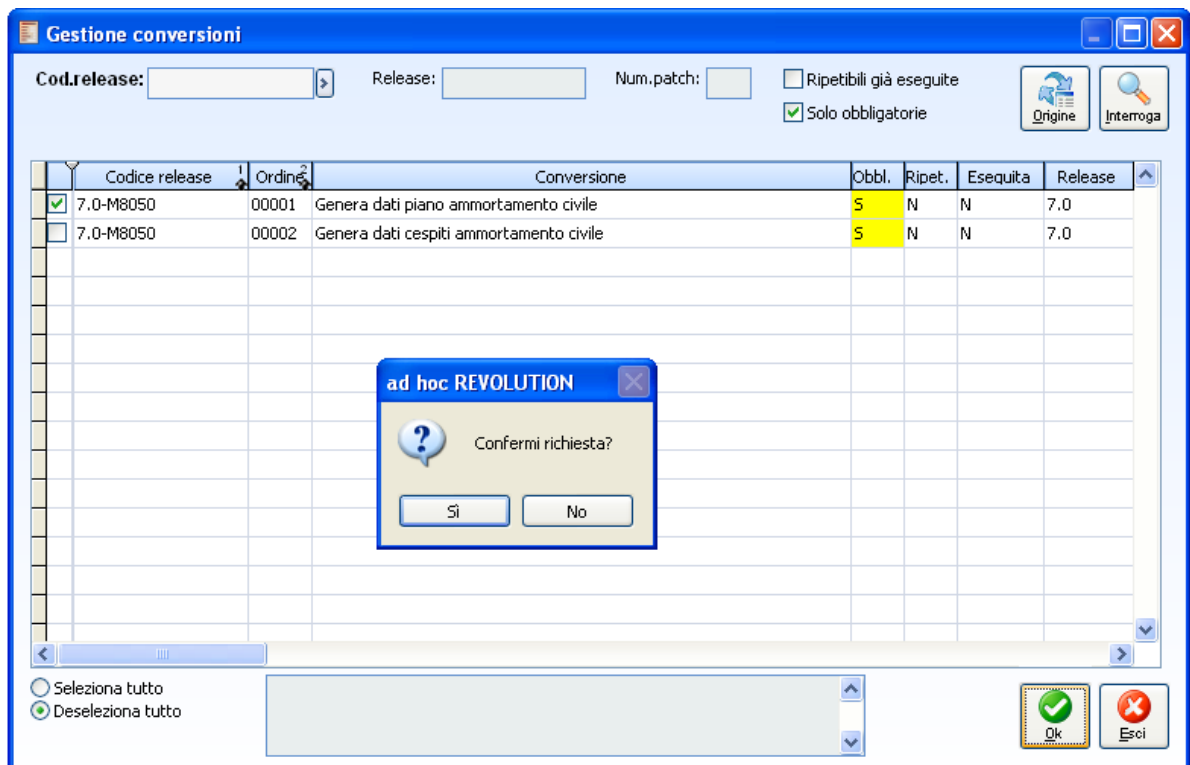 Gestione conversioni
Cod.release: Release: Num.patch: Ripetibili già eseguite
Solo obbligatorie
Origine Interroga
Codice release 1 Ordine 2 Conversione Obbl. Ripet. Eseguita Release
7.0-M8050 00001 Genera dati piano ammortamento civile S N N 7.0
7.0-M8050 00002 Genera dati cespiti ammortamento civile S N N 7.0
ad hoc REVOLUTION
Confermi richiesta?
Sì No
Seleziona tutto
Deseleziona tutto
Ok Esci